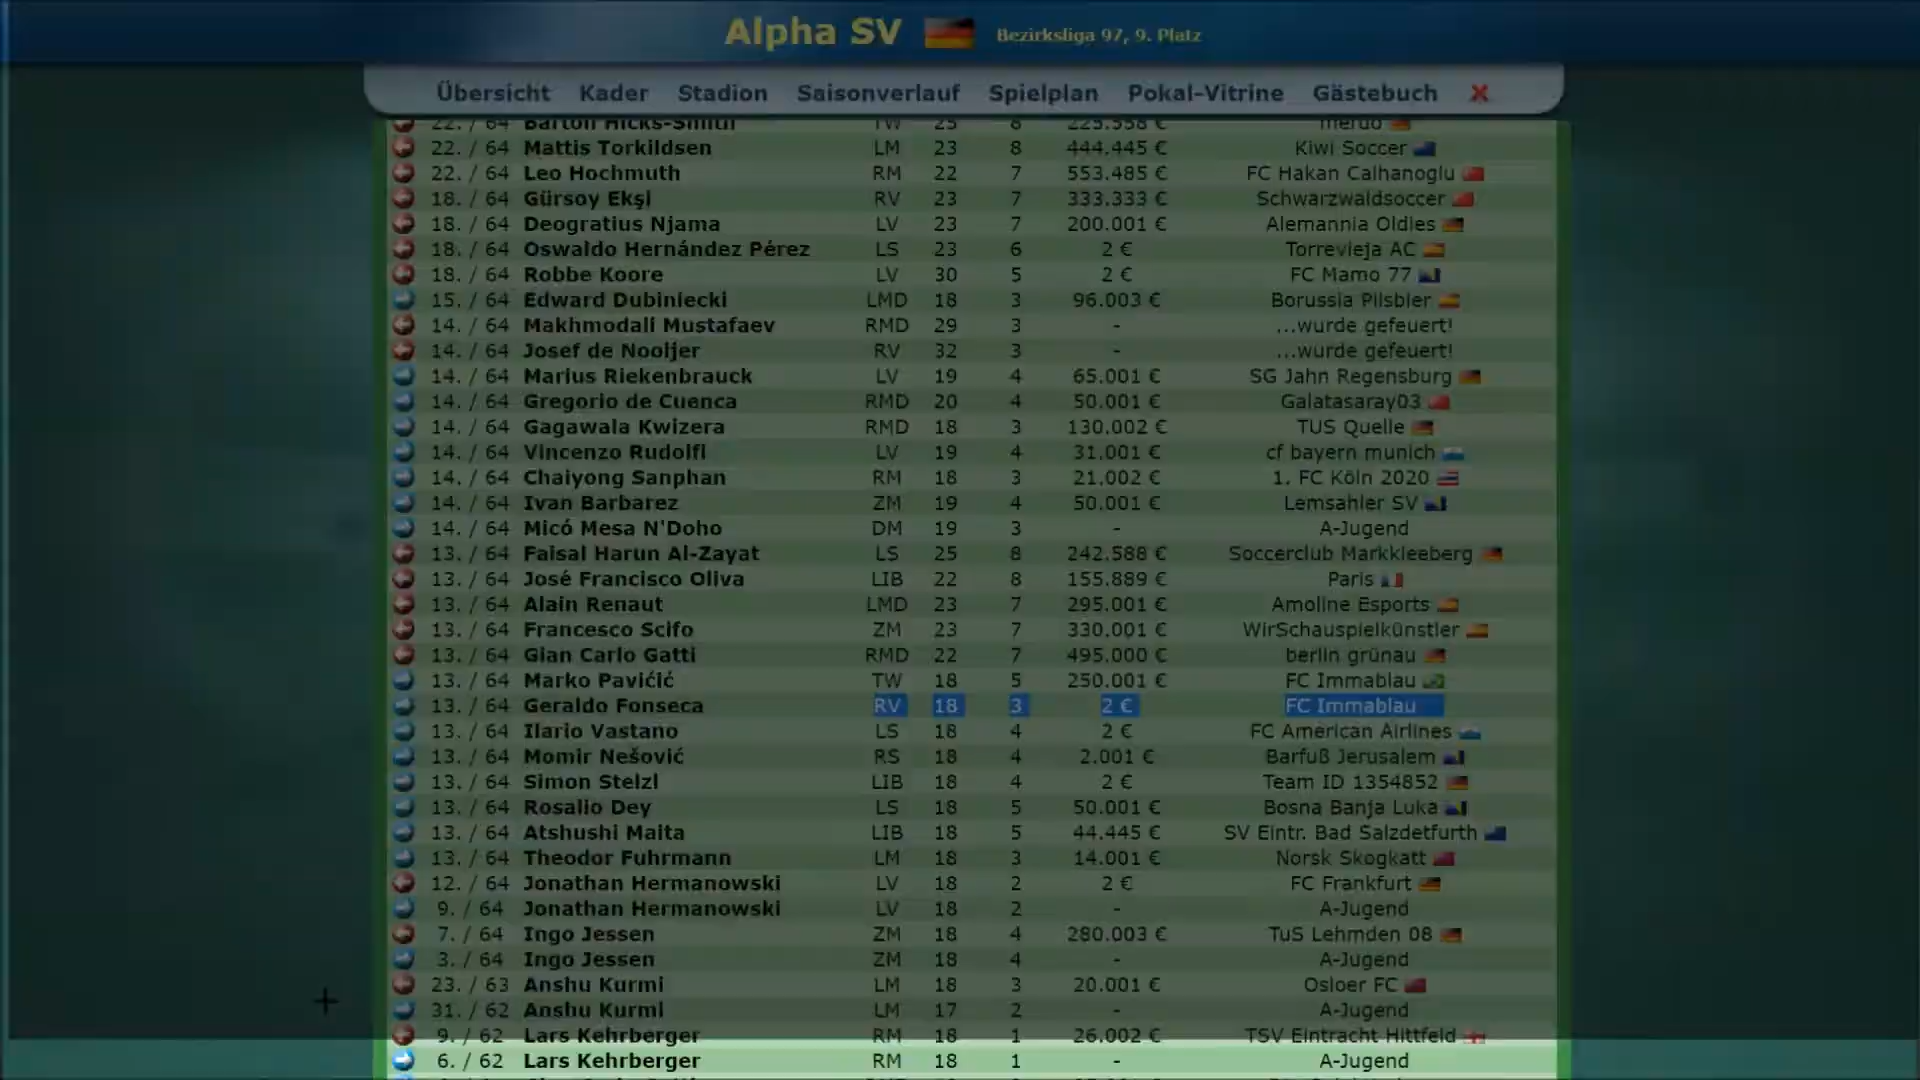 Alpha SV Bezirksliga 97, 9. Platz
Übersicht Kader Stadion Saisonverlauf Spielplan Pokal-Vitrine Gästebuch X
22. / 64 Barton Hicks-Smith TW 25 8 225.558 €
22. / 64 Mattis Torkildsen LM 23 8 444.445 € Kiwi Soccer
22. / 64 Leo Hochmuth RM 22 7 553.485 € FC Hakan Calhanoglu
18. / 64 Gürsoy Ekşi RV 23 7 333.333 € Schwarzwaldsoccer
18. / 64 Deogratius Njama LV 23 7 200.001 € Alemannia Oldies
18. / 64 Oswaldo Hernández Pérez LS 23 6 2 € Torrevieja AC
18. / 64 Robbe Koore LV 30 5 2 € FC Mamo 77
15. / 64 Edward Dubiniecki LMD 18 3 96.003 € Borussia Pilsbier
14. / 64 Makhmodali Mustafaev RMD 29 3 - ...wurde gefeuert!
14. / 64 Josef de Nooijer RV 32 3 - ...wurde gefeuert!
14. / 64 Marius Riekenbrauck LV 19 4 65.001 € SG Jahn Regensburg
14. / 64 Gregorio de Cuenca RMD 20 4 50.001 € Galatasaray03
14. / 64 Gagawala Kwizera RMD 18 3 130.002 € TUS Quelle
14. / 64 Vincenzo Rudolfi LV 19 4 31.001 € cf bayern munich
14. / 64 Chaiyong Sanphan RM 18 3 21.002 € 1. FC Köln 2020
14. / 64 Ivan Barbarez ZM 19 4 50.001 € Lemsahler SV
14. / 64 Micó Mesa N'Doho DM 19 3 - A-Jugend
13. / 64 Faisal Harun Al-Zayat LS 25 8 242.588 € Soccerclub Markkleeberg
13. / 64 José Francisco Oliva LIB 22 8 155.889 € Paris
13. / 64 Alain Renaut LMD 23 7 295.001 € Amoline Esports
13. / 64 Francesco Scifo ZM 23 7 330.001 € WirSchauspielkünstler
13. / 64 Gian Carlo Gatti RMD 22 7 495.000 € berlin grünau
13. / 64 Marko Pavičić TW 18 5 250.001 € FC Immablau
13. / 64 Geraldo Fonseca RV 18 3 2 € FC Immablau
13. / 64 Ilario Vastano LS 18 4 2 € FC American Airlines
13. / 64 Momir Nešović RS 18 4 2.001 € Barfuß Jerusalem
13. / 64 Simon Stelzl LIB 18 4 2 € Team ID 1354852
13. / 64 Rosalio Dey LS 18 5 50.001 € Bosna Banja Luka
13. / 64 Atshushi Maita LIB 18 5 44.445 € SV Eintr. Bad Salzdetfurth
13. / 64 Theodor Fuhrmann LM 18 3 14.001 € Norsk Skogkatt
12. / 64 Jonathan Hermanowski LV 18 2 2 € FC Frankfurt
9. / 64 Jonathan Hermanowski LV 18 2 - A-Jugend
7. / 64 Ingo Jessen ZM 18 4 280.003 € TuS Lehmden 08
3. / 64 Ingo Jessen ZM 18 4 - A-Jugend
23. / 63 Anshu Kurmi LM 18 3 20.001 € Osloer FC
31. / 62 Anshu Kurmi LM 17 2 - A-Jugend
9. / 62 Lars Kehrberger RM 18 1 26.002 € TSV Eintracht Hittfeld
6. / 62 Lars Kehrberger RM 18 1 - A-Jugend